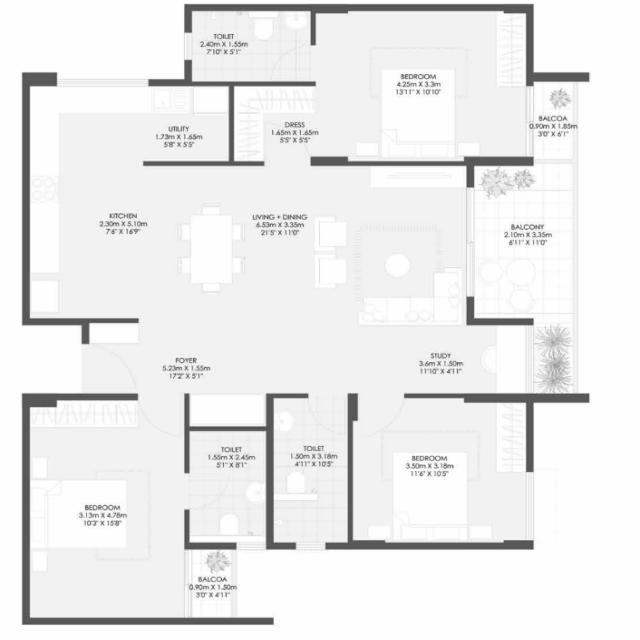 TOILET
2.40m X 1.55m
7'10" X 5'1"
BEDROOM
4.25m X 3.3m
13'11" X 10'10"
BALCOA
0.90m X 1.85m
3'0" X 6'1"
UTILITY
1.73m X 1.65m
5'8" X 5'5"
DRESS
1.65m X 1.65m
5'5" X 5'5"
KITCHEN
2.30m X 5.10m
7'6" X 16'9"
LIVING + DINING
6.53m X 3.35m
21'5" X 11'0"
BALCONY
2.10m X 3.35m
6'11" X 11'0"
FOYER
5.23m X 1.55m
17'2" X 5'1"
STUDY
3.6m X 1.50m
11'10" X 4'11"
TOILET
1.55m X 2.45m
5'1" X 8'1"
TOILET
1.50m X 3.18m
4'11" X 10'5"
BEDROOM
3.50m X 3.18m
11'6" X 10'5"
BEDROOM
3.13m X 4.78m
10'3" X 15'8"
BALCOA
0.90m X 1.50m
3'0" X 4'11"